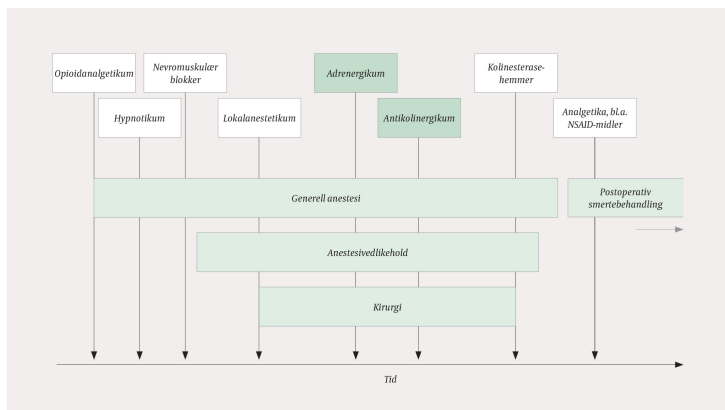 Opioidanalgetikum
Nevromuskulær
blokker
Adrenergikum
Kolinesterase-
hemmer
Hypnotikum
Lokalanestetikum
Antikolinergikum
Analgetika, bl.a.
NSAID-midler
Generell anestesi
Postoperativ
smertebehandling
Anestesivedlikehold
Kirurgi
Tid